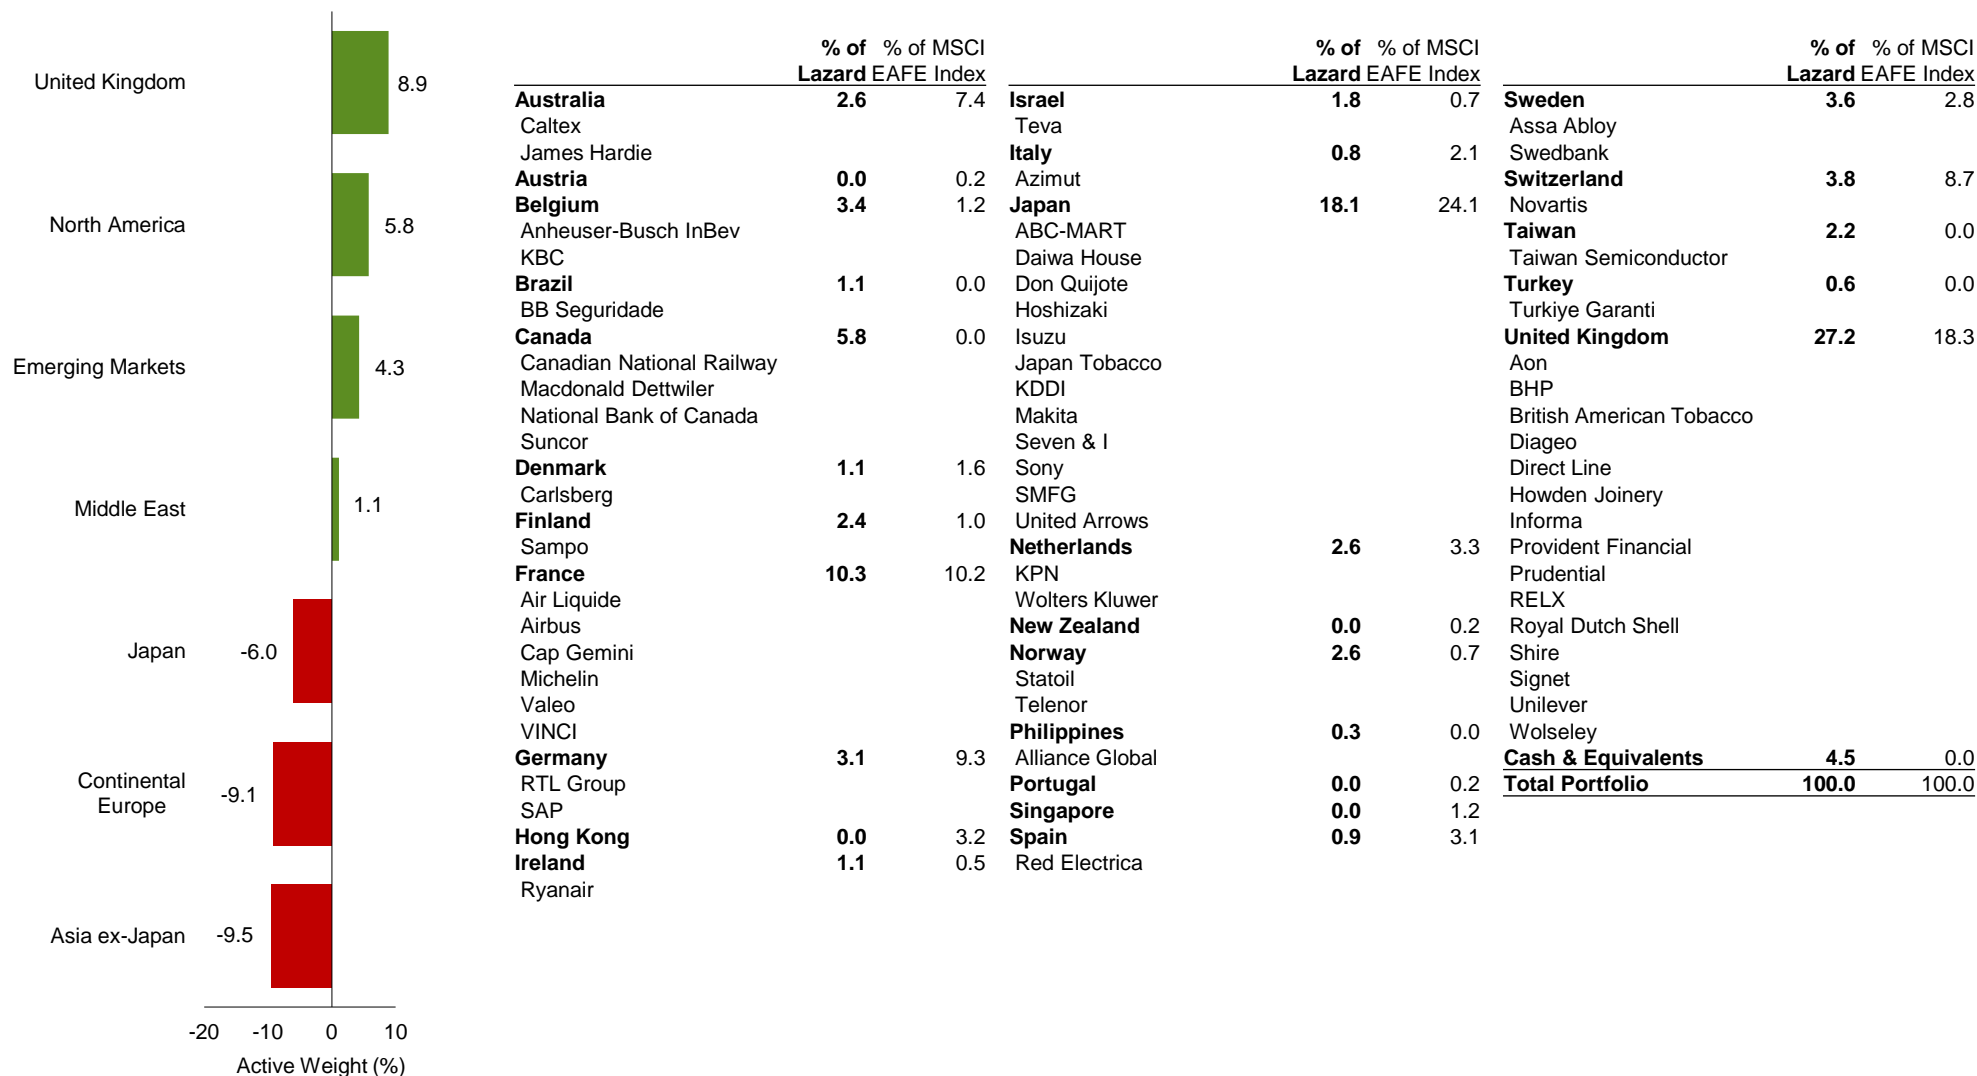 United Kingdom
8.9
North America
5.8
Emerging Markets
4.3
Middle East
1.1
Japan
-6.0
Continental
Europe
-9.1
Asia ex-Japan
-9.5
-20 -10 0 10
Active Weight (%)
% of % of MSCI
Lazard EAFE Index
Australia 2.6 7.4
Caltex
James Hardie
Austria 0.0 0.2
Belgium 3.4 1.2
Anheuser-Busch InBev
KBC
Brazil 1.1 0.0
BB Seguridade
Canada 5.8 0.0
Canadian National Railway
Macdonald Dettwiler
National Bank of Canada
Suncor
Denmark 1.1 1.6
Carlsberg
Finland 2.4 1.0
Sampo
France 10.3 10.2
Air Liquide
Airbus
Cap Gemini
Michelin
Valeo
VINCI
Germany 3.1 9.3
RTL Group
SAP
Hong Kong 0.0 3.2
Ireland 1.1 0.5
Ryanair
% of % of MSCI
Lazard EAFE Index
Israel 1.8 0.7
Teva
Italy 0.8 2.1
Azimut
Japan 18.1 24.1
ABC-MART
Daiwa House
Don Quijote
Hoshizaki
Isuzu
Japan Tobacco
KDDI
Makita
Seven & I
Sony
SMFG
United Arrows
Netherlands 2.6 3.3
KPN
Wolters Kluwer
New Zealand 0.0 0.2
Norway 2.6 0.7
Statoil
Telenor
Philippines 0.3 0.0
Alliance Global
Portugal 0.0 0.2
Singapore 0.0 1.2
Spain 0.9 3.1
Red Electrica
% of % of MSCI
Lazard EAFE Index
Sweden 3.6 2.8
Assa Abloy
Swedbank
Switzerland 3.8 8.7
Novartis
Taiwan 2.2 0.0
Taiwan Semiconductor
Turkey 0.6 0.0
Turkiye Garanti
United Kingdom 27.2 18.3
Aon
BHP
British American Tobacco
Diageo
Direct Line
Howden Joinery
Informa
Provident Financial
Prudential
RELX
Royal Dutch Shell
Shire
Signet
Unilever
Wolseley
Cash & Equivalents 4.5 0.0
Total Portfolio 100.0 100.0